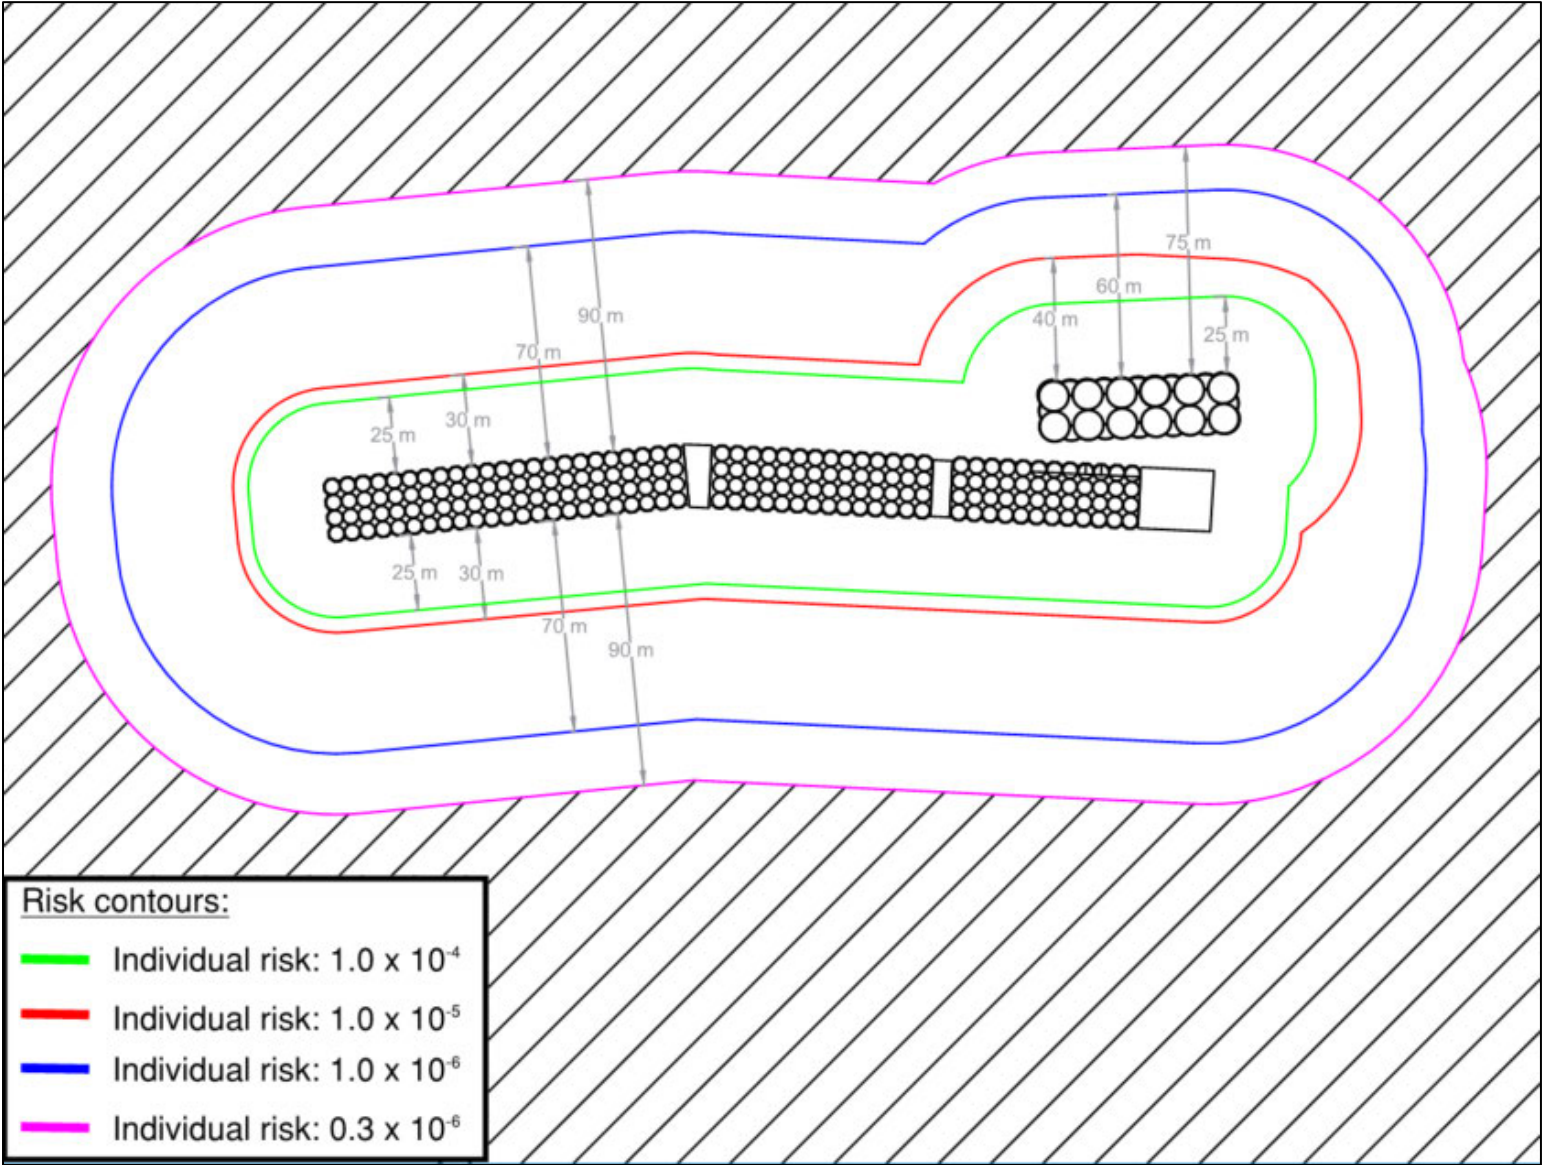 75 m
60 m
90 m
40 m
25 m
70 m
30 m
25 m
25 m
30 m
70 m
90 m
Risk contours:
Individual risk: 1.0 x 10⁻⁴
Individual risk: 1.0 x 10⁻⁵
Individual risk: 1.0 x 10⁻⁶
Individual risk: 0.3 x 10⁻⁶